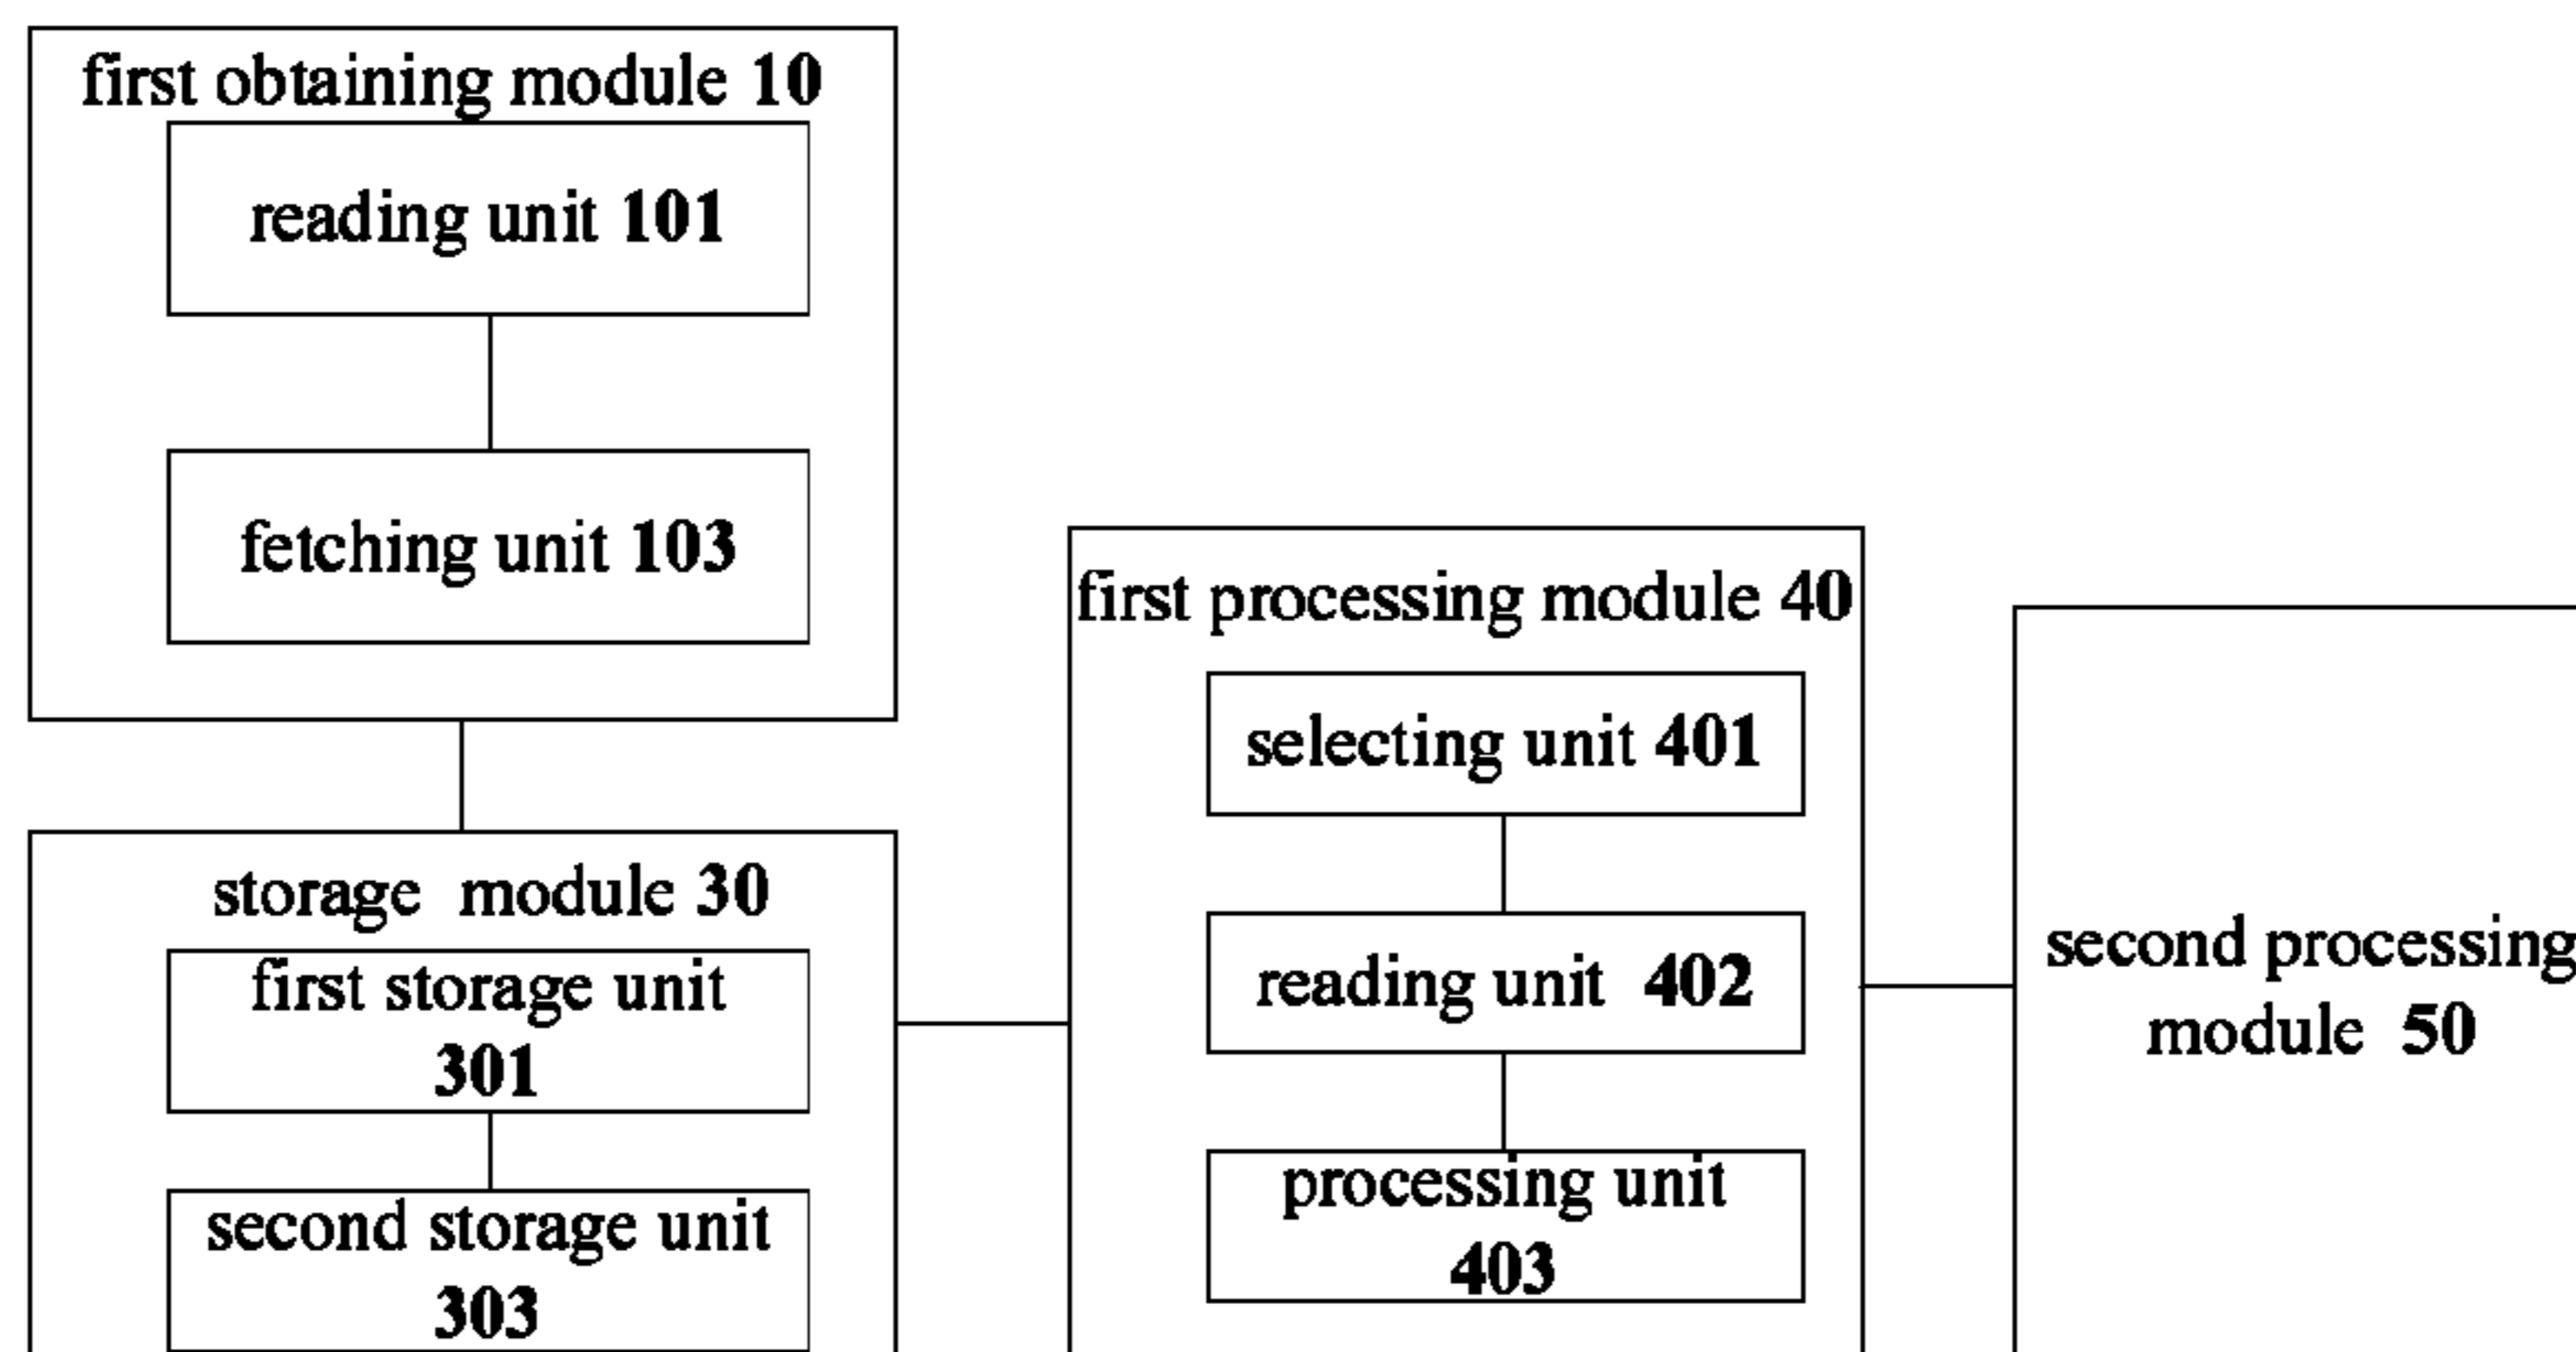 first obtaining module 10
reading unit 101
fetching unit 103
storage module 30
first storage unit
301
second storage unit
303
first processing module 40
selecting unit 401
reading unit 402
processing unit
403
second processing
module 50